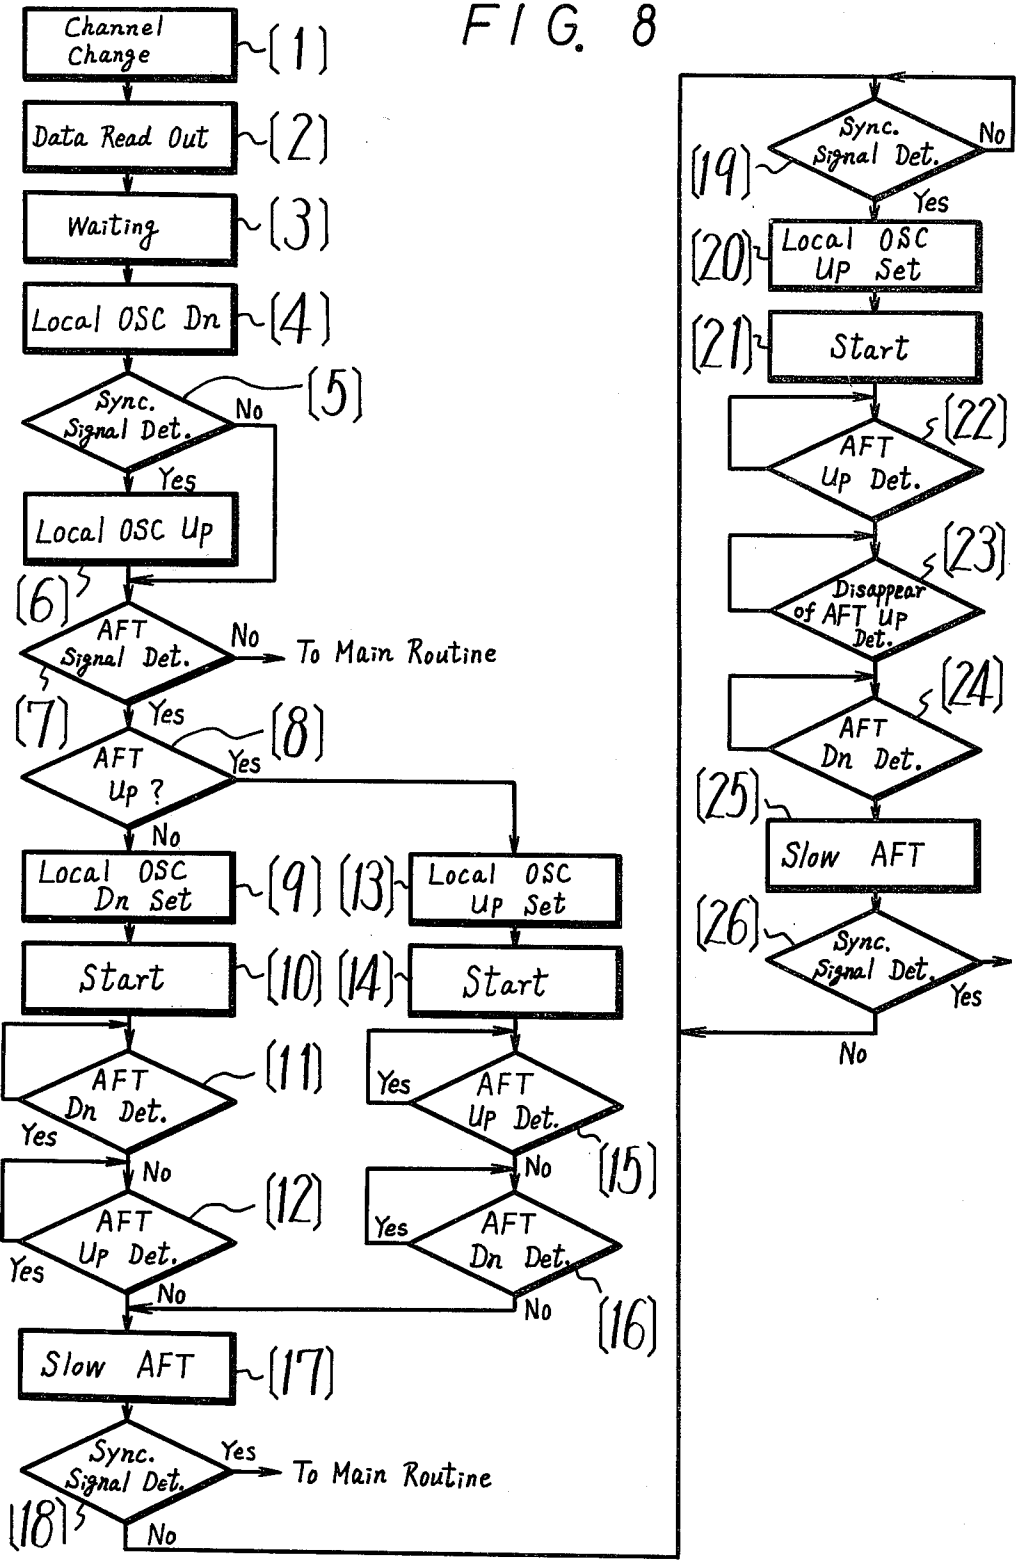 FIG. 8
Channel
Change
[1]
Data Read Out
[2]
Waiting
[3]
Local OSC Dn
[4]
Sync.
Signal Det.
[5]
No
Yes
Local OSC Up
[6]
AFT
Signal Det.
No
To Main Routine
[7]
Yes
AFT
Up?
[8]
Yes
No
Local OSC
Dn Set
[9]
Start
[10]
AFT
Dn Det.
[11]
Yes
No
AFT
Up Det.
[12]
Yes
No
[13]
Local OSC
Up Set
[14]
Start
AFT
Up Det.
Yes
[15]
No
AFT
Dn Det.
Yes
[16]
No
Slow AFT
[17]
Sync.
Signal Det.
Yes
To Main Routine
[18]
No
Sync.
Signal Det.
No
[19]
Yes
Local OSC
Up Set
[20]
[21]
Start
AFT
Up Det.
[22]
Disappear
of AFT Up
Det.
[23]
AFT
Dn Det.
[24]
[25]
Slow AFT
[26]
Sync.
Signal Det.
Yes
No